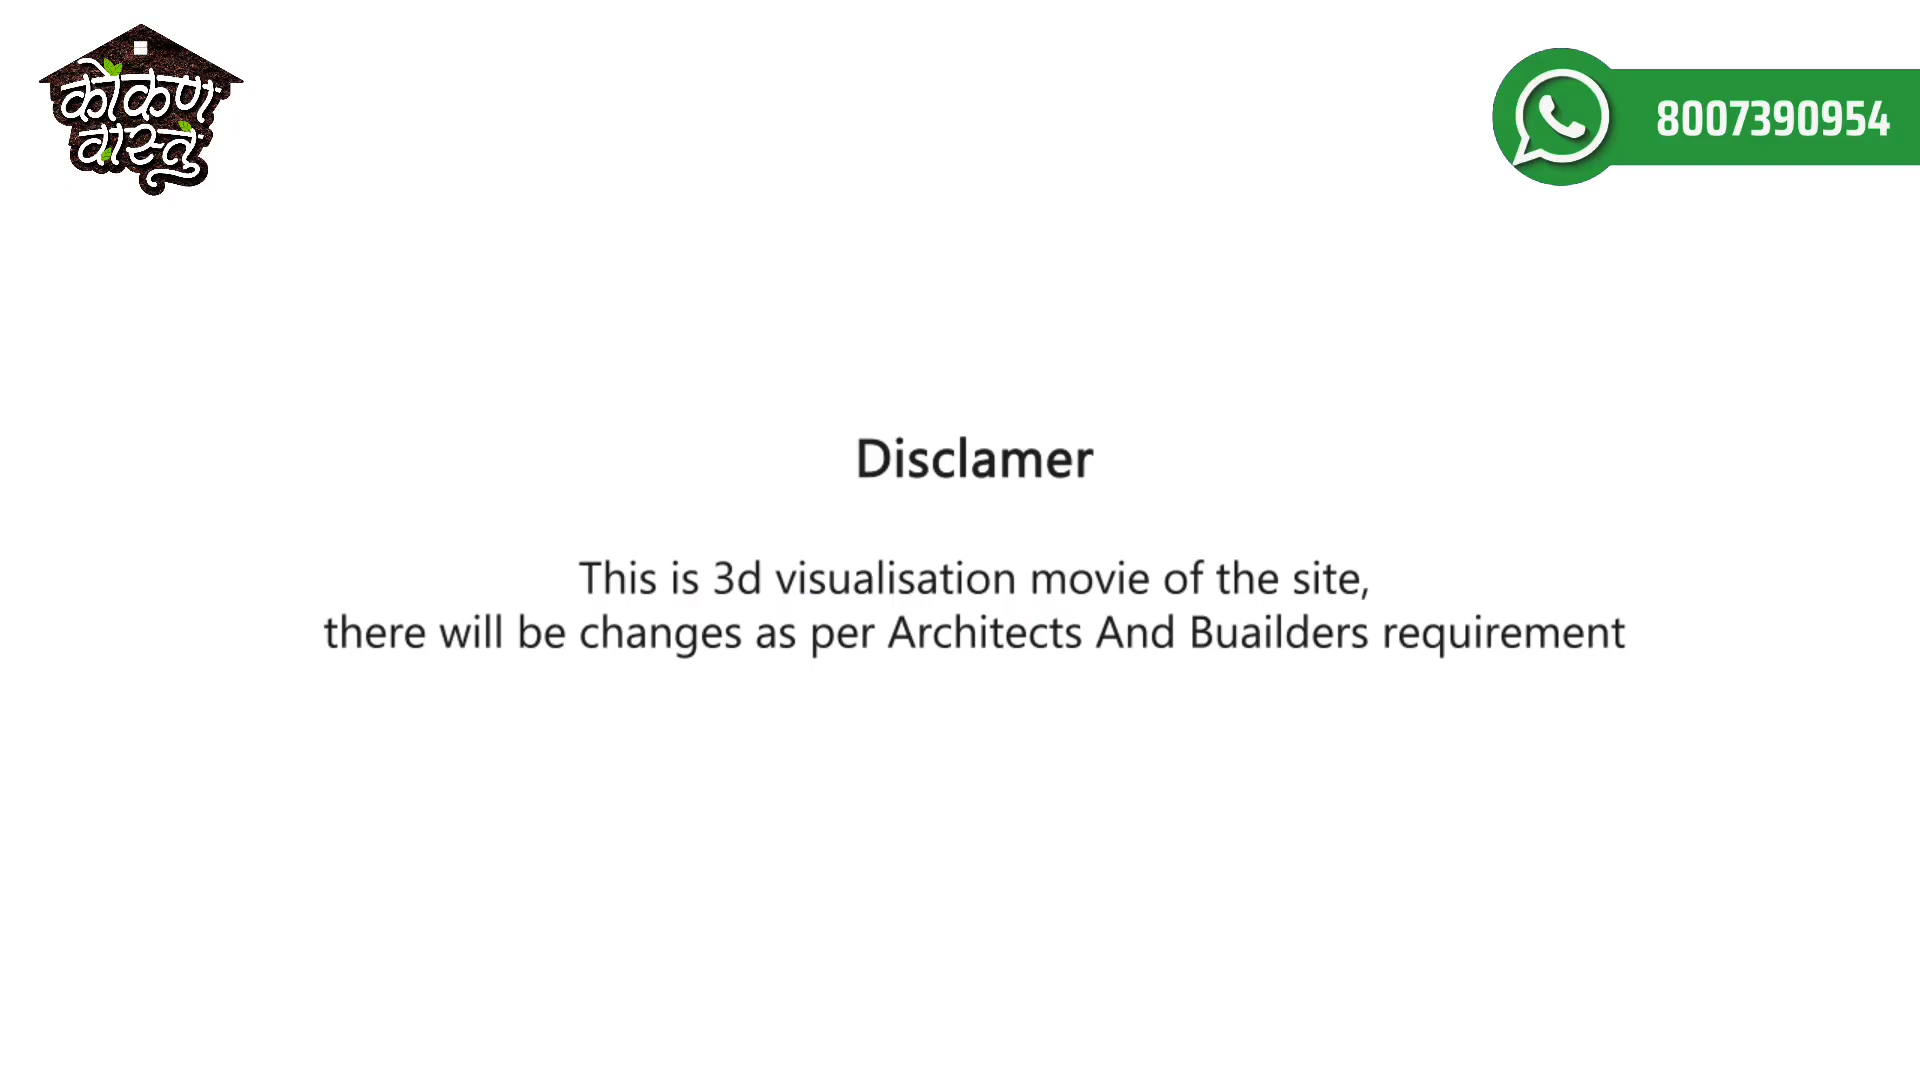 कोकण
वास्तु
8007390954
Disclamer
This is 3d visualisation movie of the site,
there will be changes as per Architects And Buailders requirement